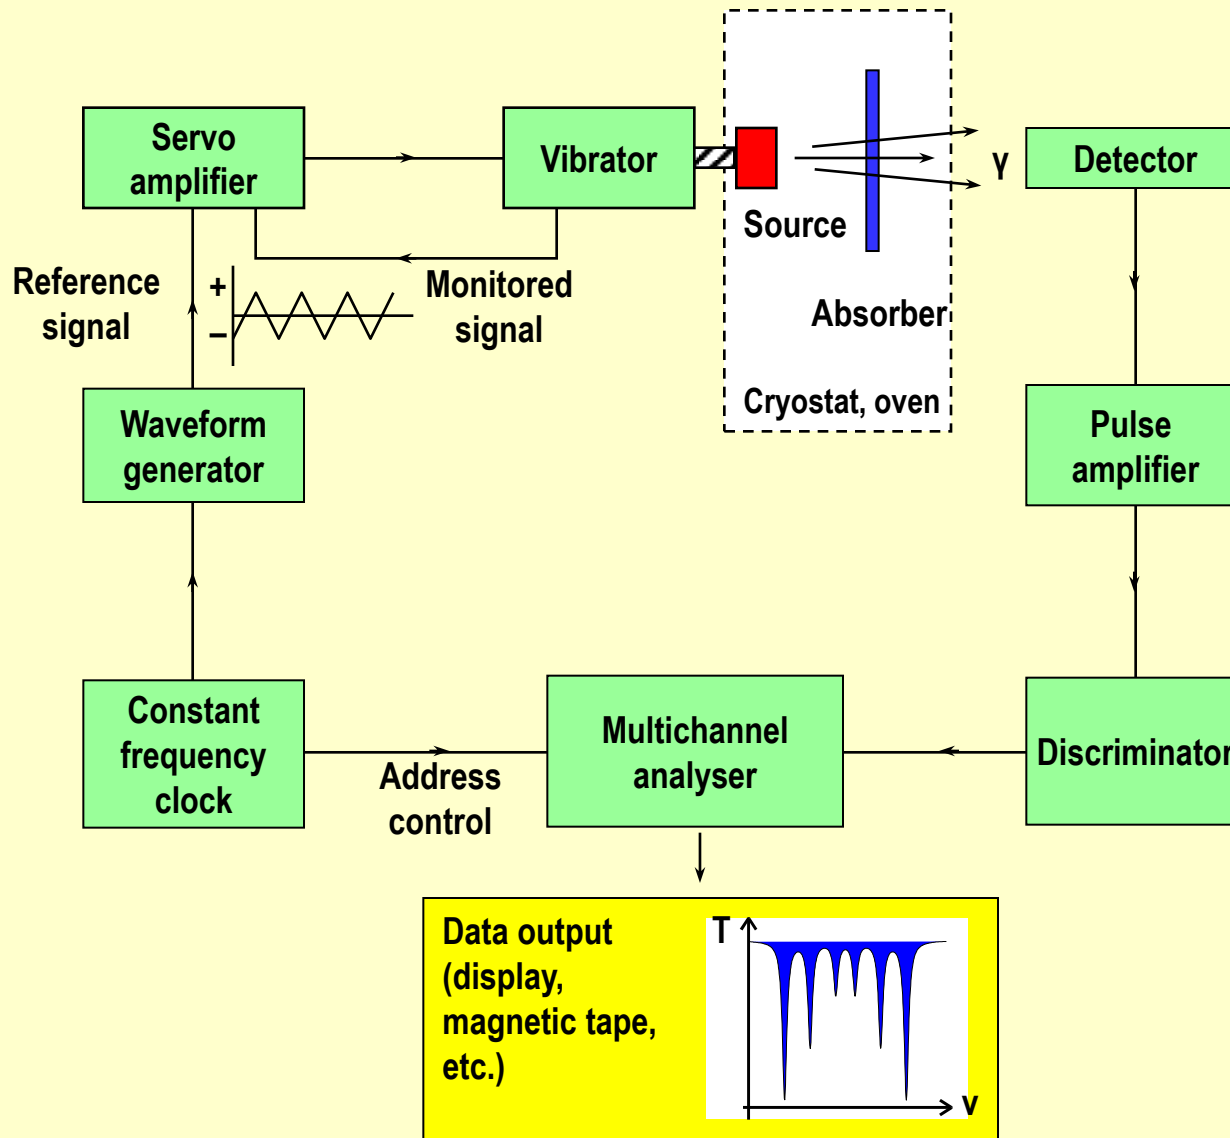 Servo
amplifier
Vibrator
Source
Absorber
Cryostat, oven
γ
Detector
Reference
signal
+
–
Monitored
signal
Waveform
generator
Pulse
amplifier
Constant
frequency
clock
Address
control
Multichannel
analyser
Discriminator
Data output
(display,
magnetic tape,
etc.)
T
v